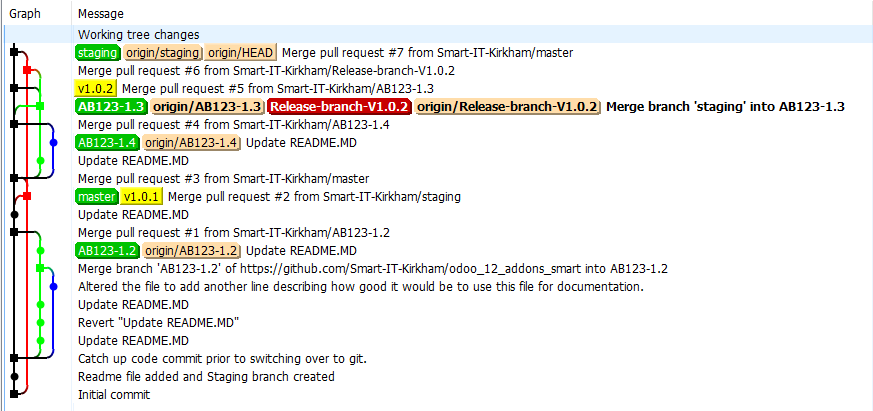 Graph Message
Working tree changes
staging origin/staging origin/HEAD Merge pull request #7 from Smart-IT-Kirkham/master
Merge pull request #6 from Smart-IT-Kirkham/Release-branch-V1.0.2
v1.0.2 Merge pull request #5 from Smart-IT-Kirkham/AB123-1.3
AB123-1.3 origin/AB123-1.3 Release-branch-V1.0.2 origin/Release-branch-V1.0.2 Merge branch 'staging' into AB123-1.3
Merge pull request #4 from Smart-IT-Kirkham/AB123-1.4
AB123-1.4 origin/AB123-1.4 Update README.MD
Update README.MD
Merge pull request #3 from Smart-IT-Kirkham/master
master v1.0.1 Merge pull request #2 from Smart-IT-Kirkham/staging
Update README.MD
Merge pull request #1 from Smart-IT-Kirkham/AB123-1.2
AB123-1.2 origin/AB123-1.2 Update README.MD
Merge branch 'AB123-1.2' of https://github.com/Smart-IT-Kirkham/odoo_12_addons_smart into AB123-1.2
Altered the file to add another line describing how good it would be to use this file for documentation.
Update README.MD
Revert "Update README.MD"
Update README.MD
Catch up code commit prior to switching over to git.
Readme file added and Staging branch created
Initial commit